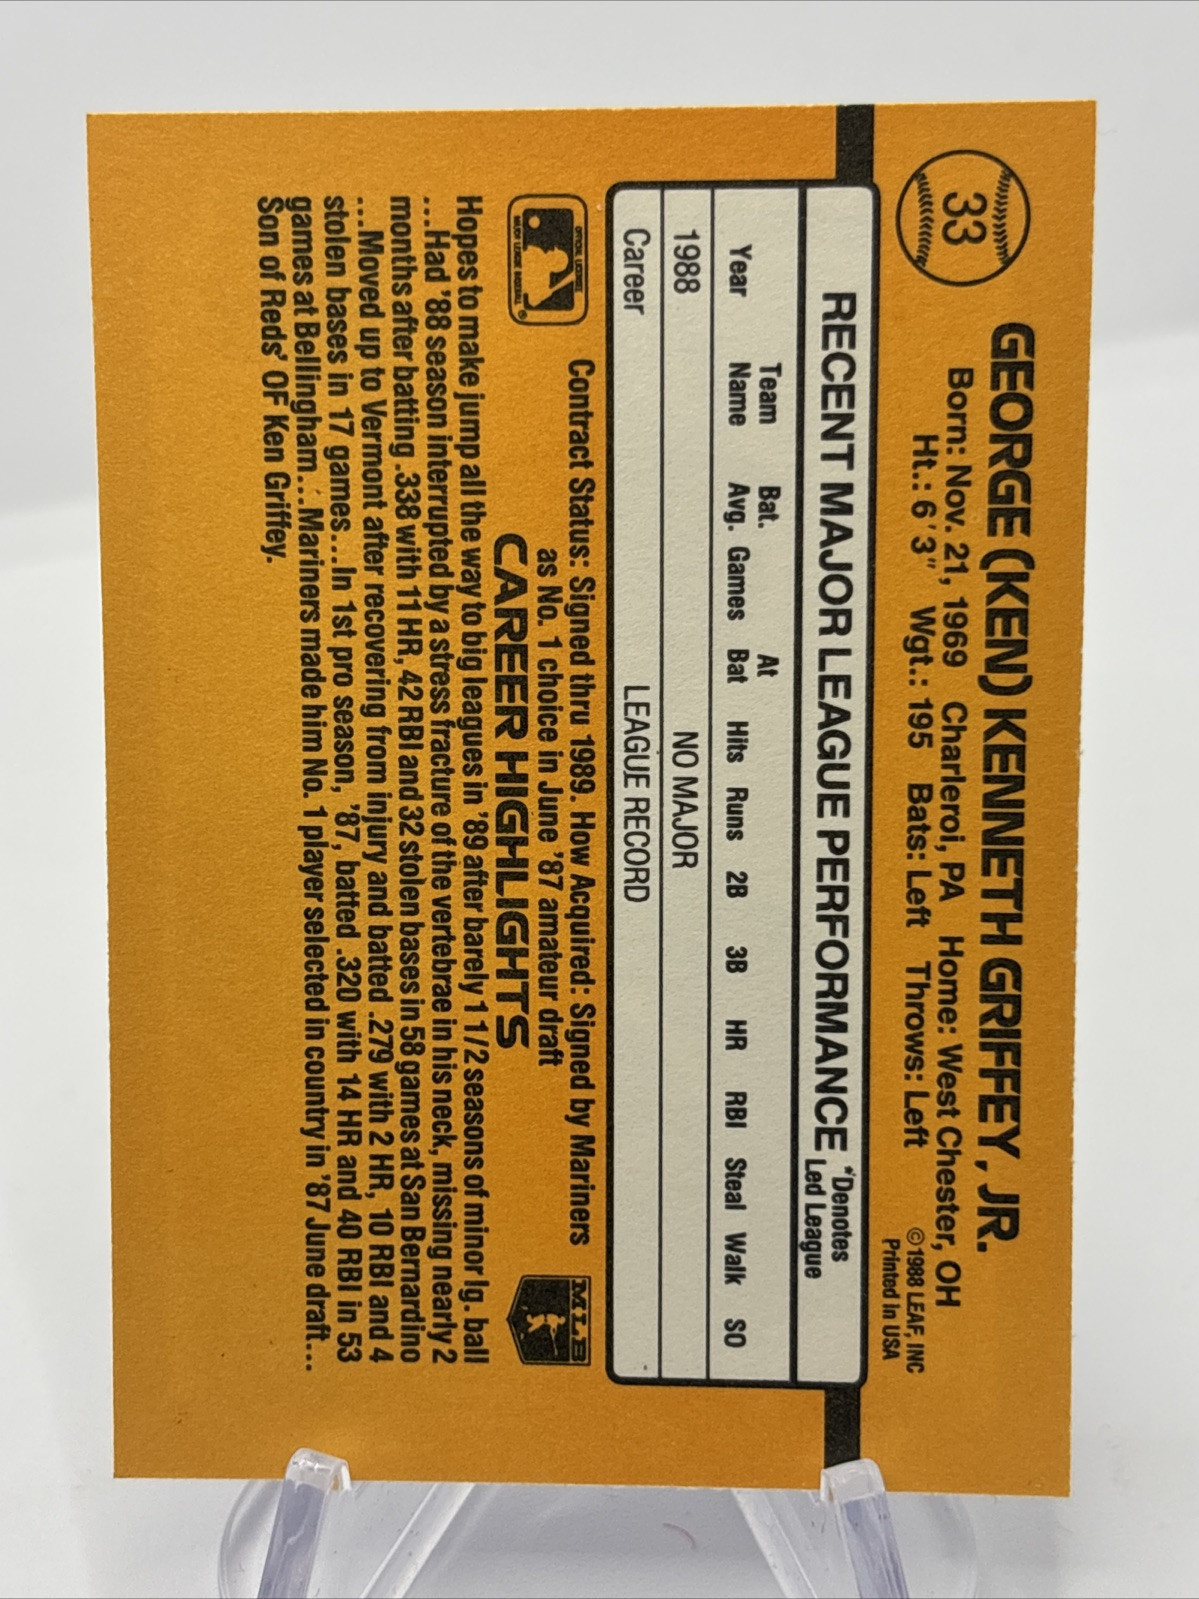 33
GEORGE (KEN) KENNETH GRIFFEY, JR.
Born: Nov. 21, 1969 Charleroi, PA Home: West Chester, OH
Ht.: 6'3" Wgt.: 195 Bats: Left Throws: Left
©1988 LEAF, INC
Printed in USA
RECENT MAJOR LEAGUE PERFORMANCE
*Denotes
Led League
Team Bat. At
Year Name Avg. Games Bat Hits Runs 2B 3B HR RBI Steal Walk SO
1988 NO MAJOR
Career LEAGUE RECORD
OFFICIAL LICENSEE
MAJOR LEAGUE BASEBALL
®
Contract Status: Signed thru 1989. How Acquired: Signed by Mariners
as No. 1 choice in June '87 amateur draft
MLB
CAREER HIGHLIGHTS
Hopes to make jump all the way to big leagues in '89 after barely 1 1/2 seasons of minor lg. ball
...Had '88 season interrupted by a stress fracture of the vertebrae in his neck, missing nearly 2
months after batting .338 with 11 HR, 42 RBI and 32 stolen bases in 58 games at San Bernardino
...Moved up to Vermont after recovering from injury and batted .279 with 2 HR, 10 RBI and 4
stolen bases in 17 games...In 1st pro season, '87, batted .320 with 14 HR and 40 RBI in 53
games at Bellingham...Mariners made him No. 1 player selected in country in '87 June draft...
Son of Reds' OF Ken Griffey.